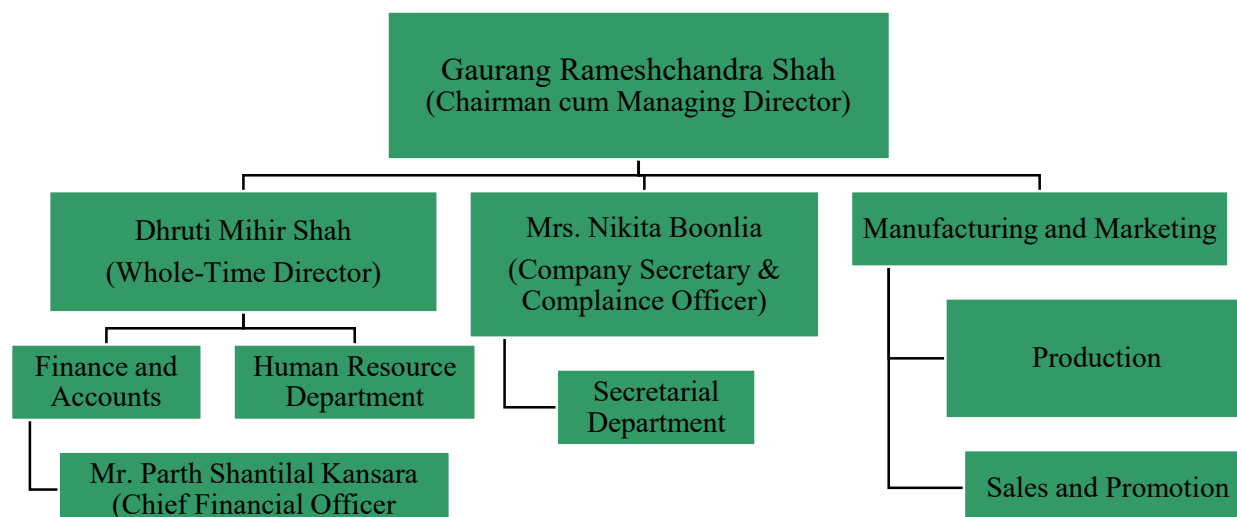 Gaurang Rameshchandra Shah
(Chairman cum Managing Director)
Dhruti Mihir Shah
(Whole-Time Director)
Mrs. Nikita Boonlia
(Company Secretary &
Complaince Officer)
Manufacturing and Marketing
Finance and
Accounts
Human Resource
Department
Secretarial
Department
Production
Mr. Parth Shantilal Kansara
(Chief Financial Officer
Sales and Promotion